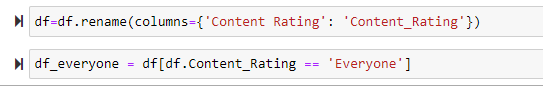 df=df.rename(columns={'Content Rating': 'Content_Rating'})
df_everyone = df[df.Content_Rating == 'Everyone']